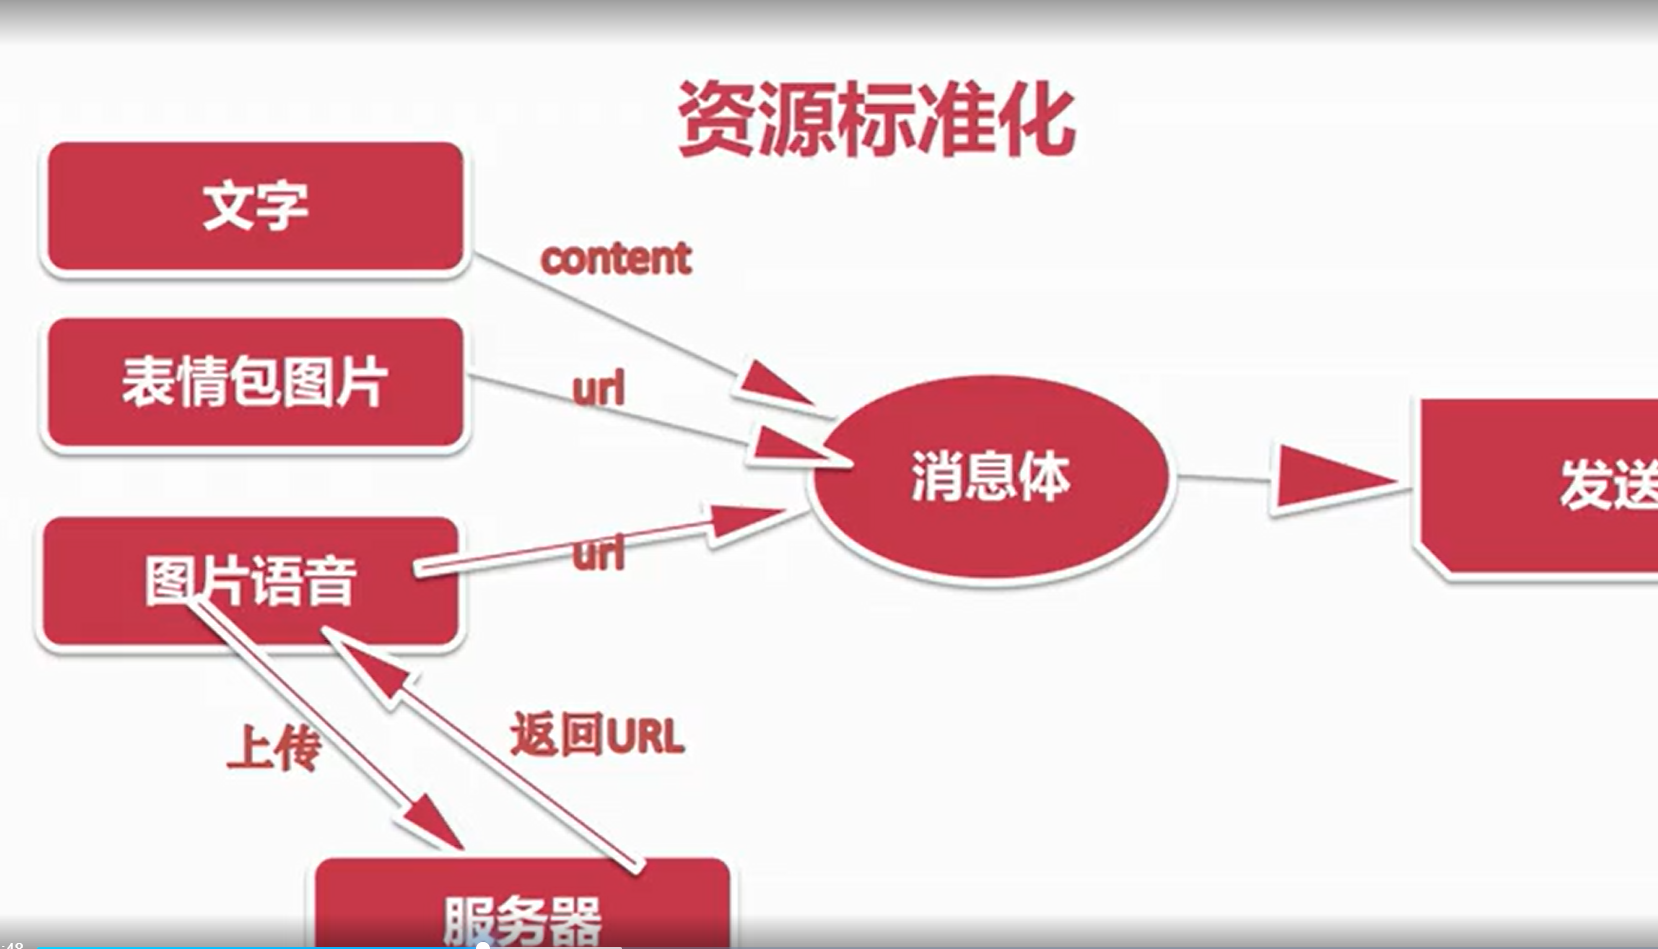 资源标准化
文字
content
表情包图片
url
消息体
发送
图片语音
url
上传
返回URL
服务器
:48